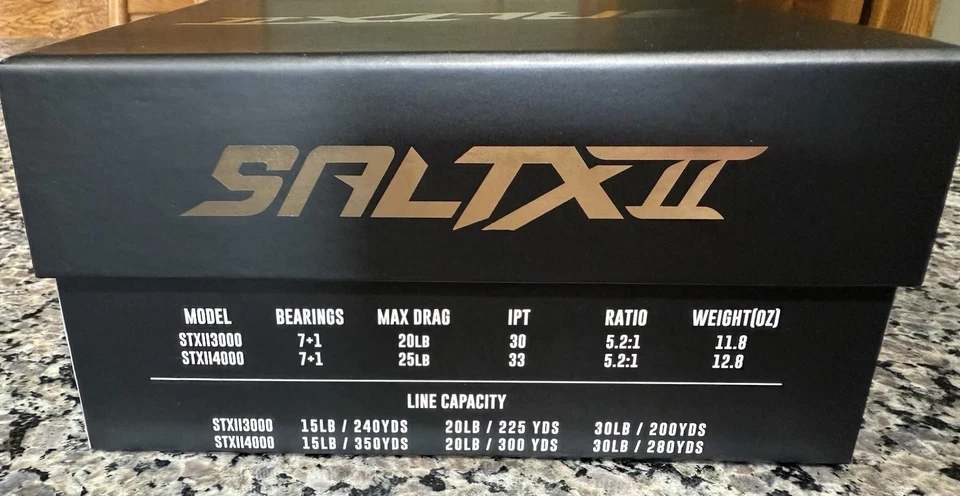 SALTX II
SALTX II
MODEL BEARINGS MAX DRAG IPT RATIO WEIGHT(OZ)
STXII3000 7+1 20LB 30 5.2:1 11.8
STXII4000 7+1 25LB 33 5.2:1 12.8
LINE CAPACITY
STXII3000 15LB / 240YDS 20LB / 225 YDS 30LB / 200YDS
STXII4000 15LB / 350YDS 20LB / 300 YDS 30LB / 280YDS